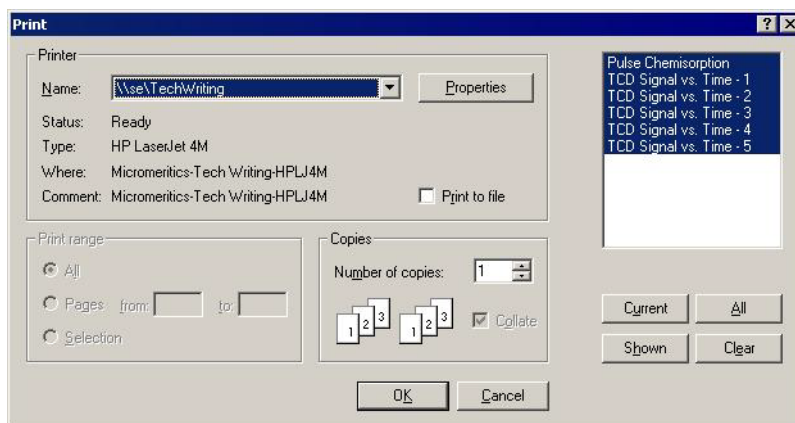 Print
Printer
Name: \\se\TechWriting
Properties
Status: Ready
Type: HP LaserJet 4M
Where: Micromeritics-Tech Writing-HPLJ4M
Comment: Micromeritics-Tech Writing-HPLJ4M
Print to file
Print range
All
Pages from: to:
Selection
Copies
Number of copies: 1
1 2 3 1 2 3
Collate
Pulse Chemisorption
TCD Signal vs. Time - 1
TCD Signal vs. Time - 2
TCD Signal vs. Time - 3
TCD Signal vs. Time - 4
TCD Signal vs. Time - 5
Current All
Shown Clear
OK Cancel